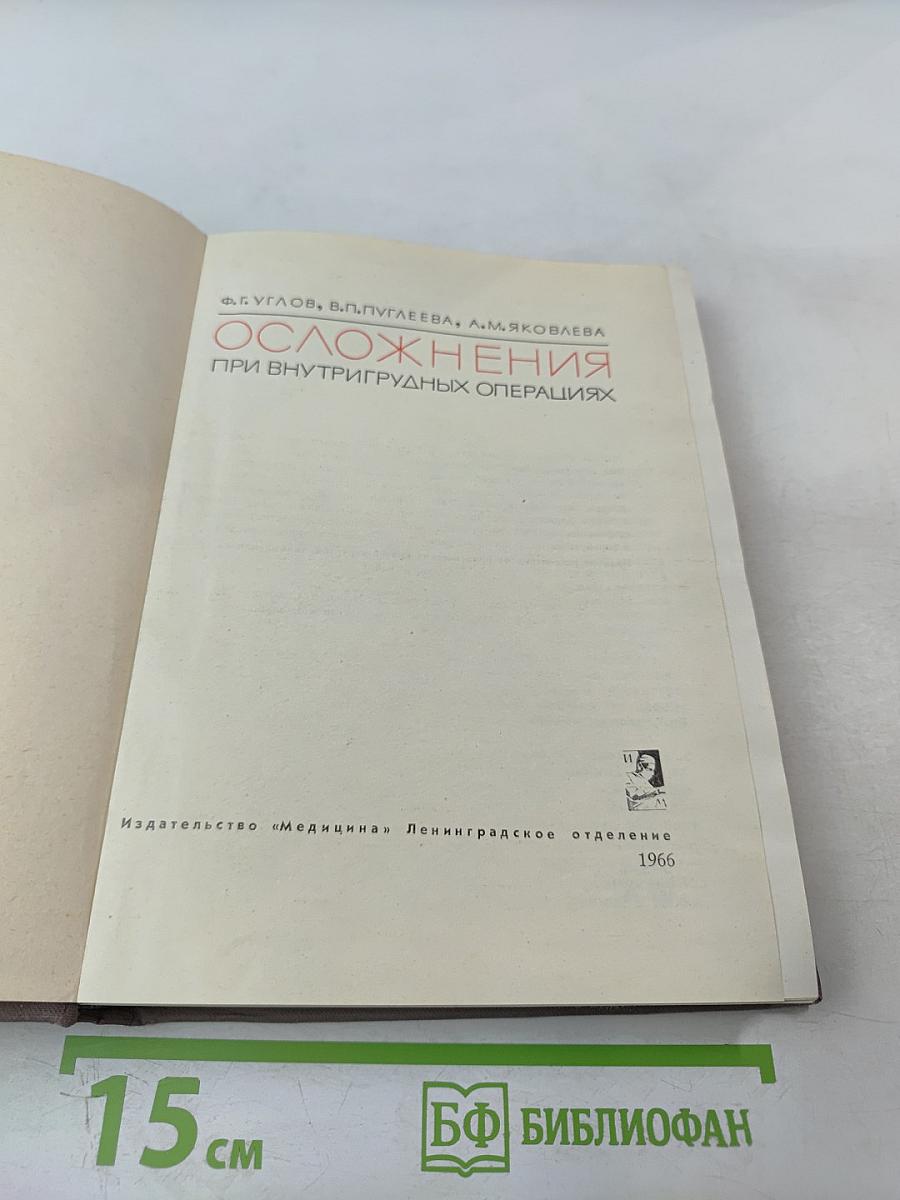 Ф.Г.УГЛОВ, В.П.ПУГЛЕЕВА, А.М.ЯКОВЛЕВА
ОСЛОЖНЕНИЯ
ПРИ ВНУТРИГРУДНЫХ ОПЕРАЦИЯХ
И
М
Издательство «Медицина» Ленинградское отделение
1966
15 см
БФ БИБЛИОФАН